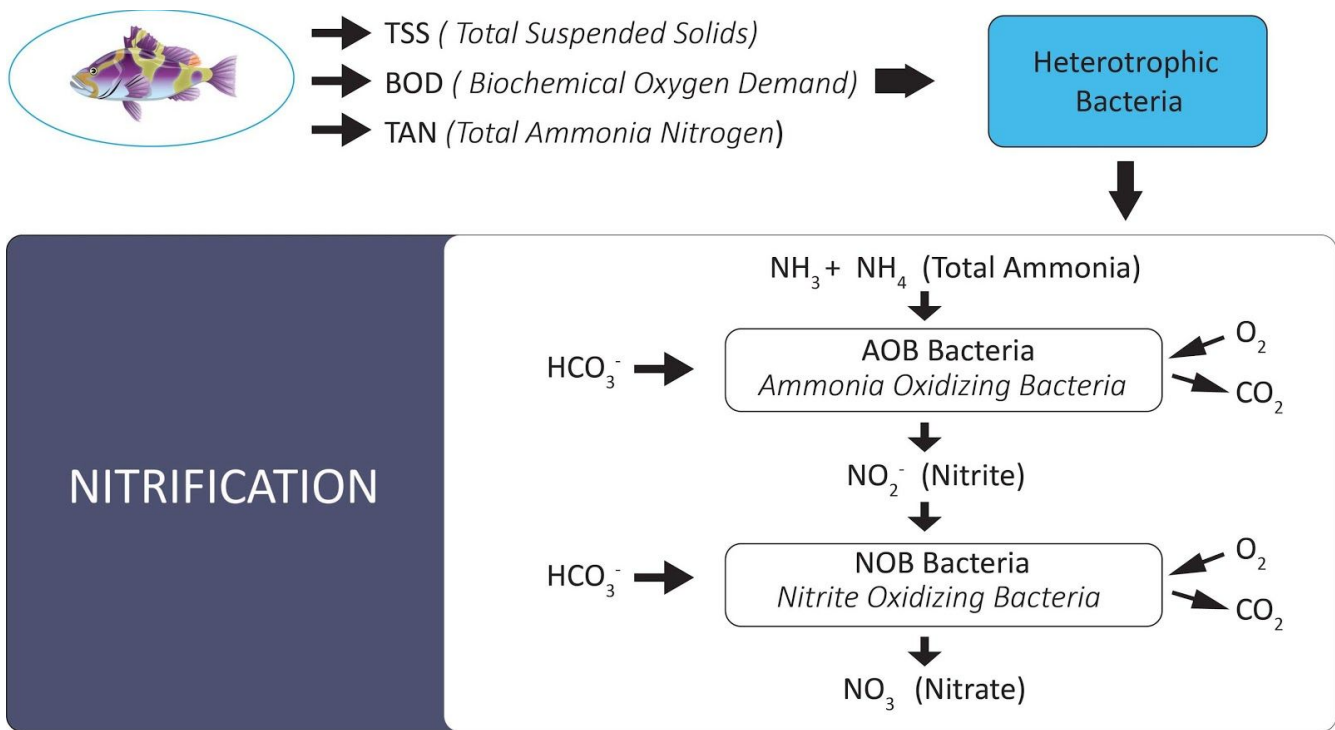 TSS ( Total Suspended Solids)
BOD ( Biochemical Oxygen Demand)
TAN (Total Ammonia Nitrogen)
Heterotrophic
Bacteria
NITRIFICATION
NH₃ + NH₄ (Total Ammonia)
HCO₃⁻
AOB Bacteria
Ammonia Oxidizing Bacteria
O₂
CO₂
NO₂⁻ (Nitrite)
HCO₃⁻
NOB Bacteria
Nitrite Oxidizing Bacteria
O₂
CO₂
NO₃ (Nitrate)